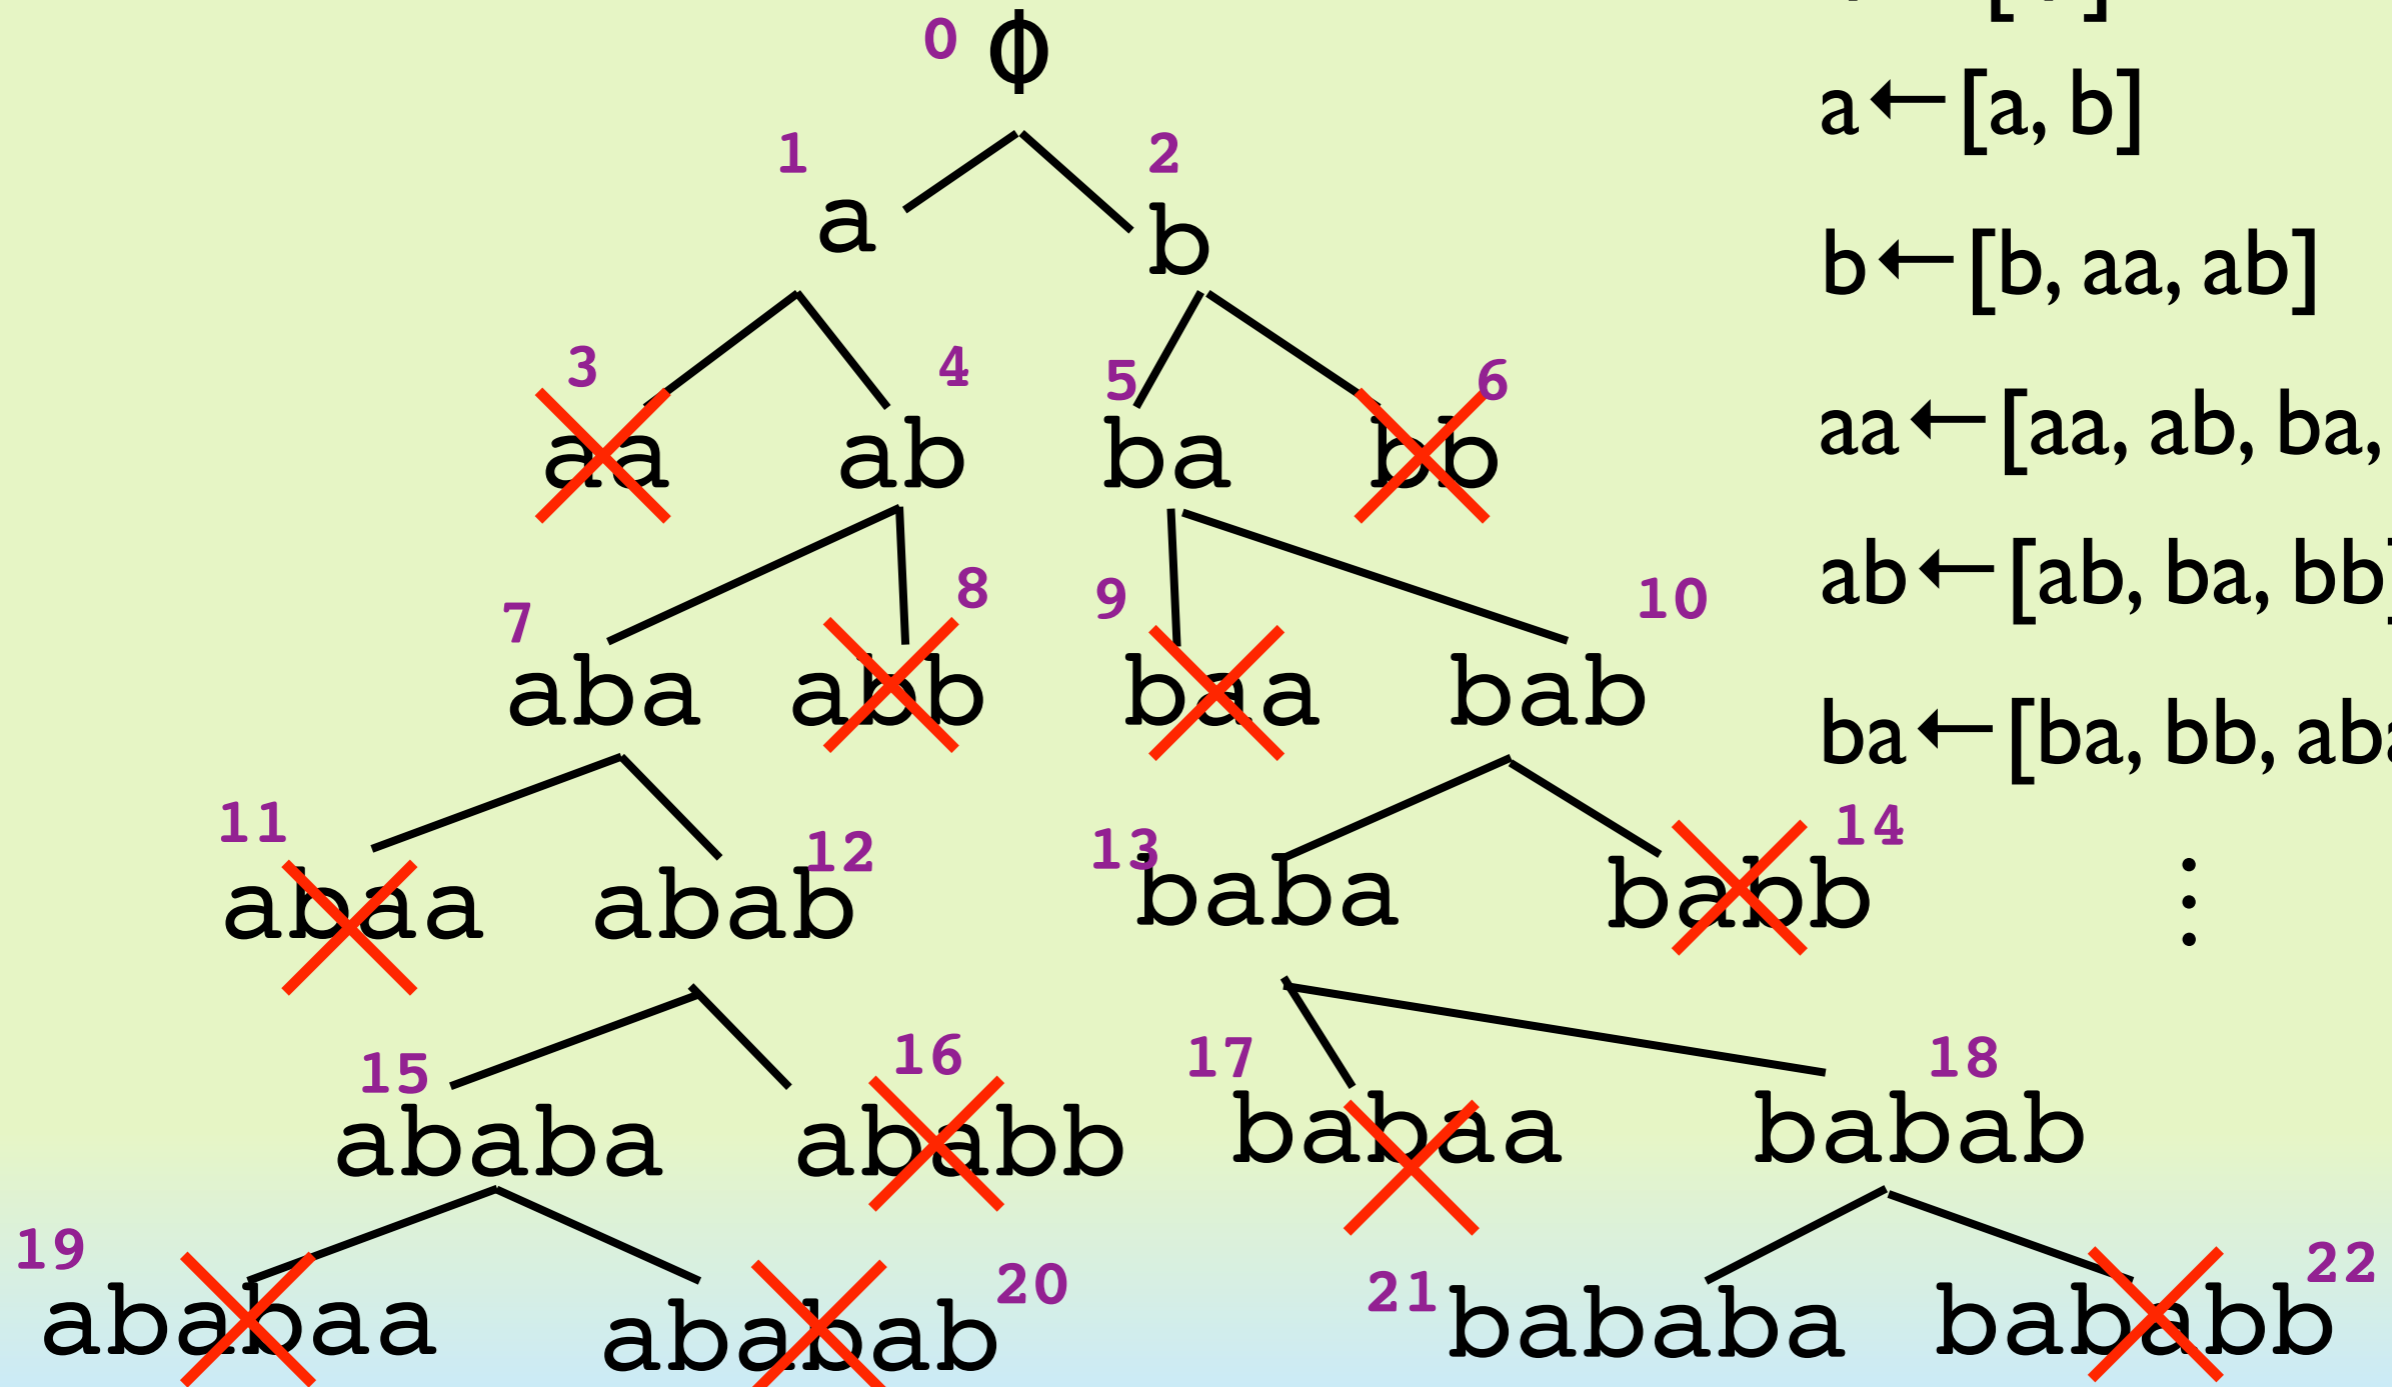 0 ϕ
1 2
a b
3 4 5 6
aa ab ba bb
7 8 9 10
aba abb baa bab
11 12 13 14
abaa abab baba babb
15 16 17 18
ababa ababb babaa babab
19 20 21 22
ababaa ababab bababa bababb
a ← [a, b]
b ← [b, aa, ab]
aa ← [aa, ab, ba,
ab ← [ab, ba, bb]
ba ← [ba, bb, aba
⋮